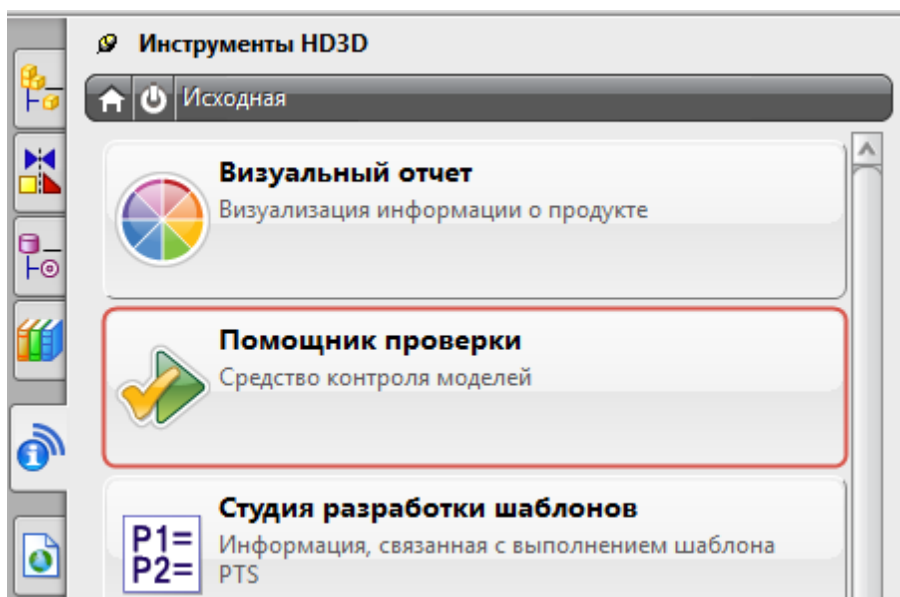 Инструменты HD3D
Исходная
Визуальный отчет
Визуализация информации о продукте
Помощник проверки
Средство контроля моделей
Студия разработки шаблонов
P1=
P2=
Информация, связанная с выполнением шаблона
PTS